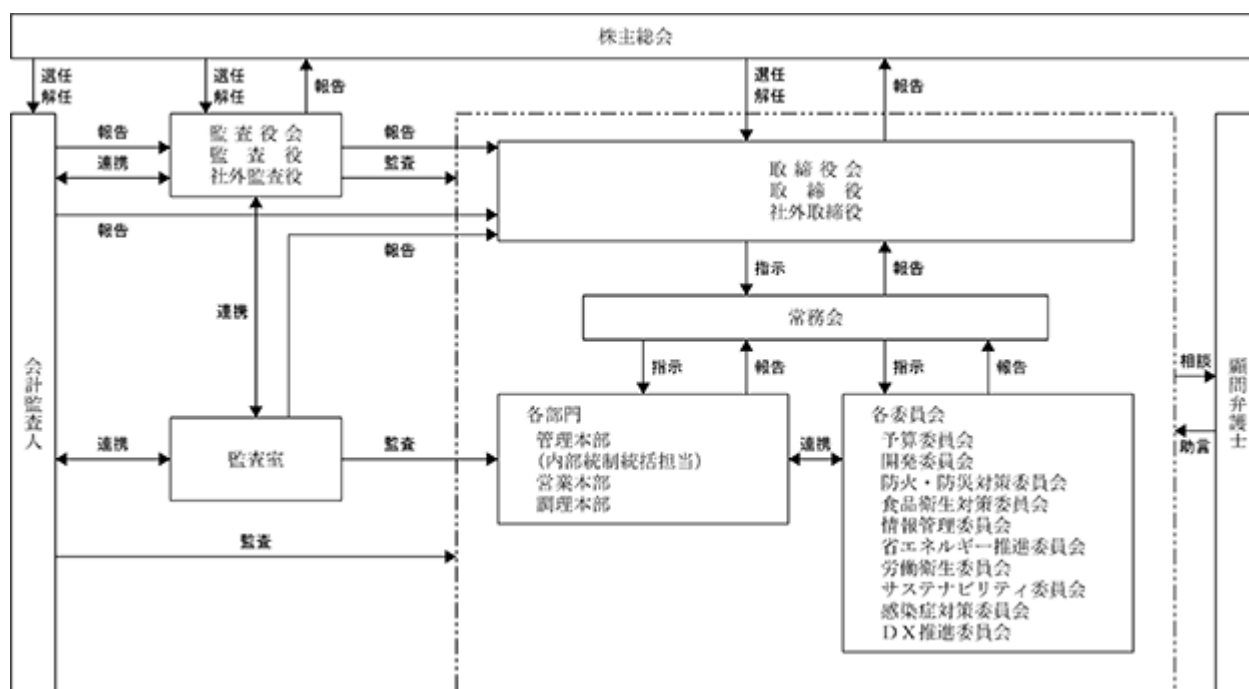 株主総会
選任
解任
選任
解任
報告
選任
解任
報告
会計監査人
報告
連携
監査役会
監査役
社外監査役
報告
監査
取締役会
取締役
社外取締役
報告
報告
指示
報告
連携
常務会
指示
報告
指示
報告
相談
助言
顧問弁護士
連携
監査室
監査
各部門
管理本部
(内部統制統括担当)
営業本部
調理本部
連携
各委員会
予算委員会
開発委員会
防火・防災対策委員会
食品衛生対策委員会
情報管理委員会
省エネルギー推進委員会
労働衛生委員会
サステナビリティ委員会
感染症対策委員会
DX推進委員会
監査